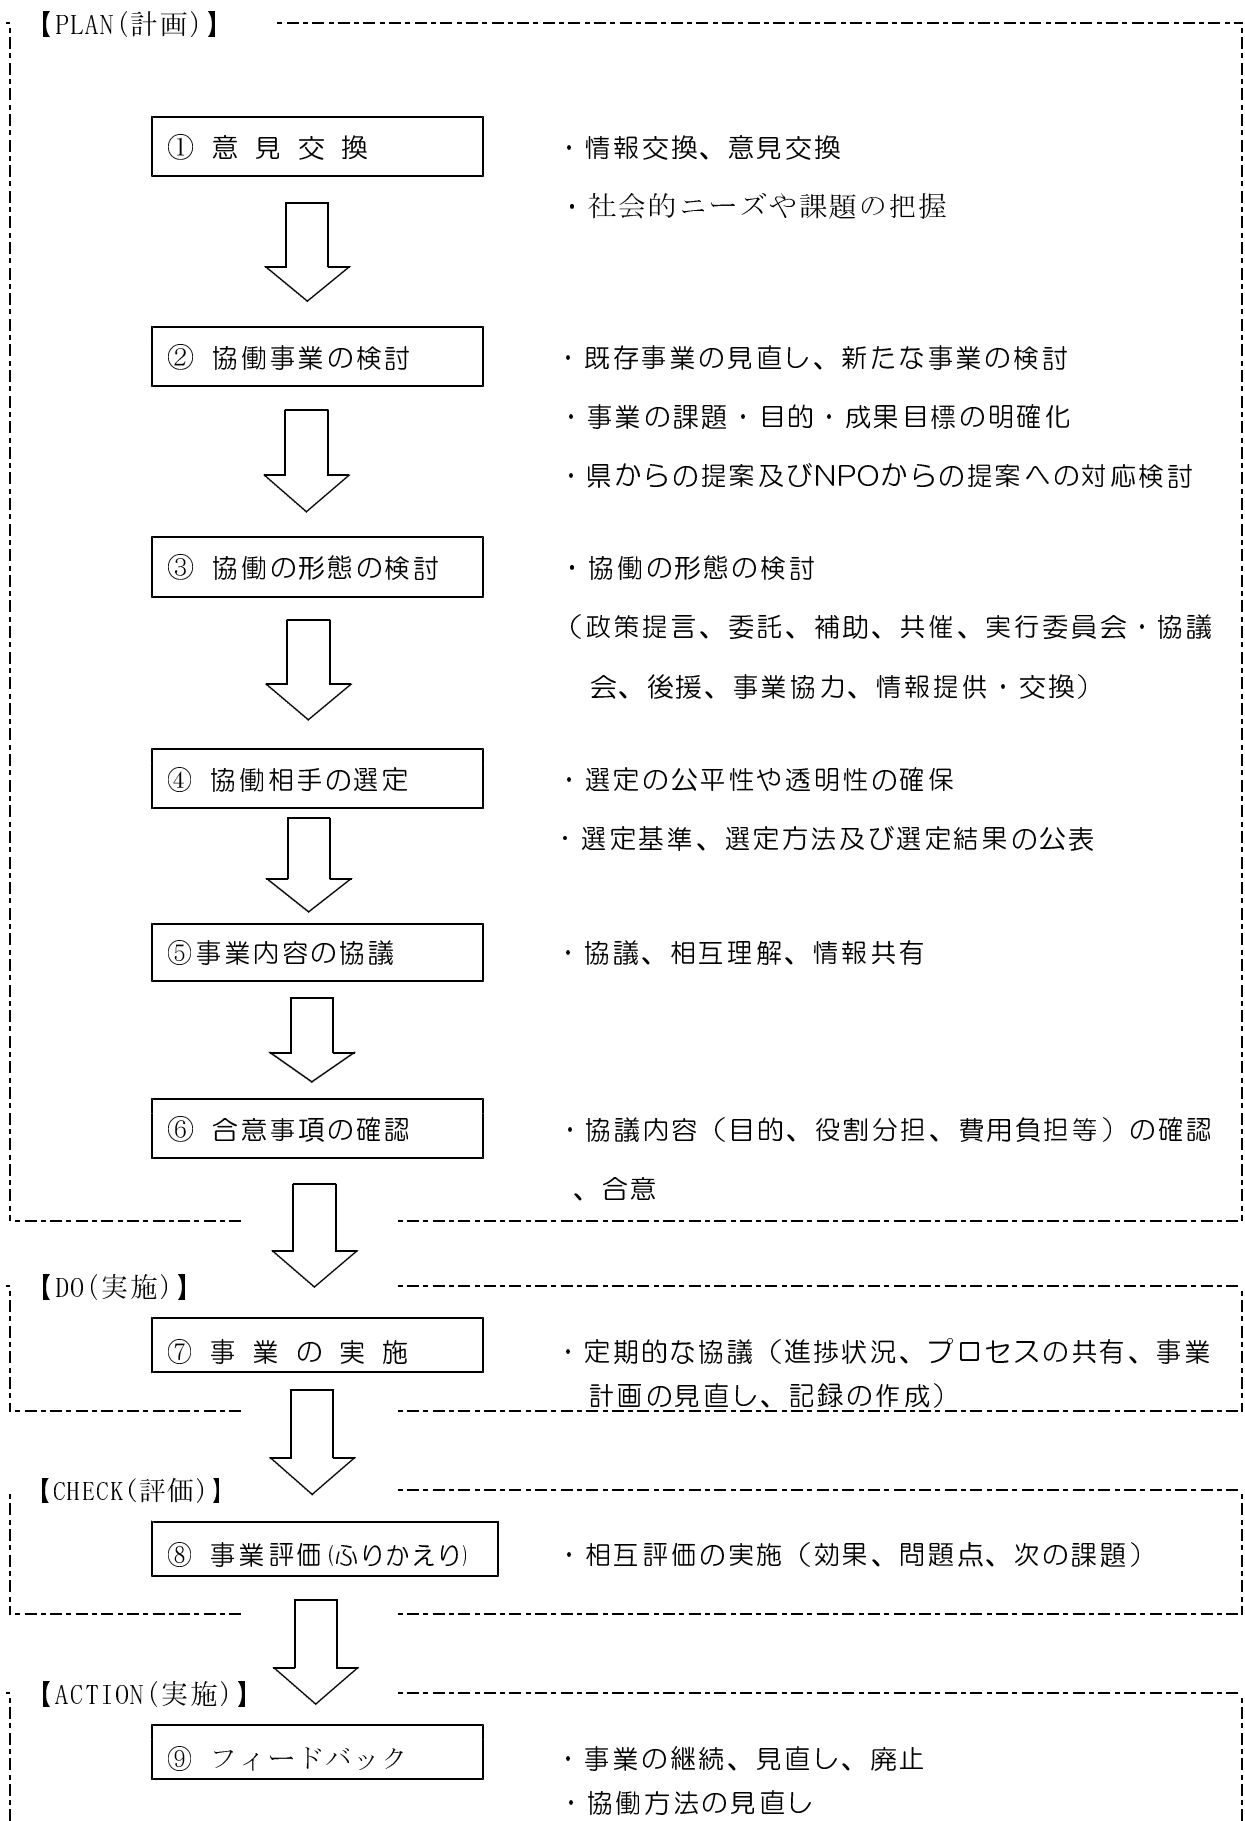 【PLAN(計画)】
① 意見交換
・情報交換、意見交換
・社会的ニーズや課題の把握
② 協働事業の検討
・既存事業の見直し、新たな事業の検討
・事業の課題・目的・成果目標の明確化
・県からの提案及びNPOからの提案への対応検討
③ 協働の形態の検討
・協働の形態の検討
（政策提言、委託、補助、共催、実行委員会・協議
会、後援、事業協力、情報提供・交換）
④ 協働相手の選定
・選定の公平性や透明性の確保
・選定基準、選定方法及び選定結果の公表
⑤事業内容の協議
・協議、相互理解、情報共有
⑥ 合意事項の確認
・協議内容（目的、役割分担、費用負担等）の確認
、合意
【DO(実施)】
⑦ 事業の実施
・定期的な協議（進捗状況、プロセスの共有、事業
計画の見直し、記録の作成）
【CHECK(評価)】
⑧ 事業評価(ふりかえり)
・相互評価の実施（効果、問題点、次の課題）
【ACTION(実施)】
⑨ フィードバック
・事業の継続、見直し、廃止
・協働方法の見直し